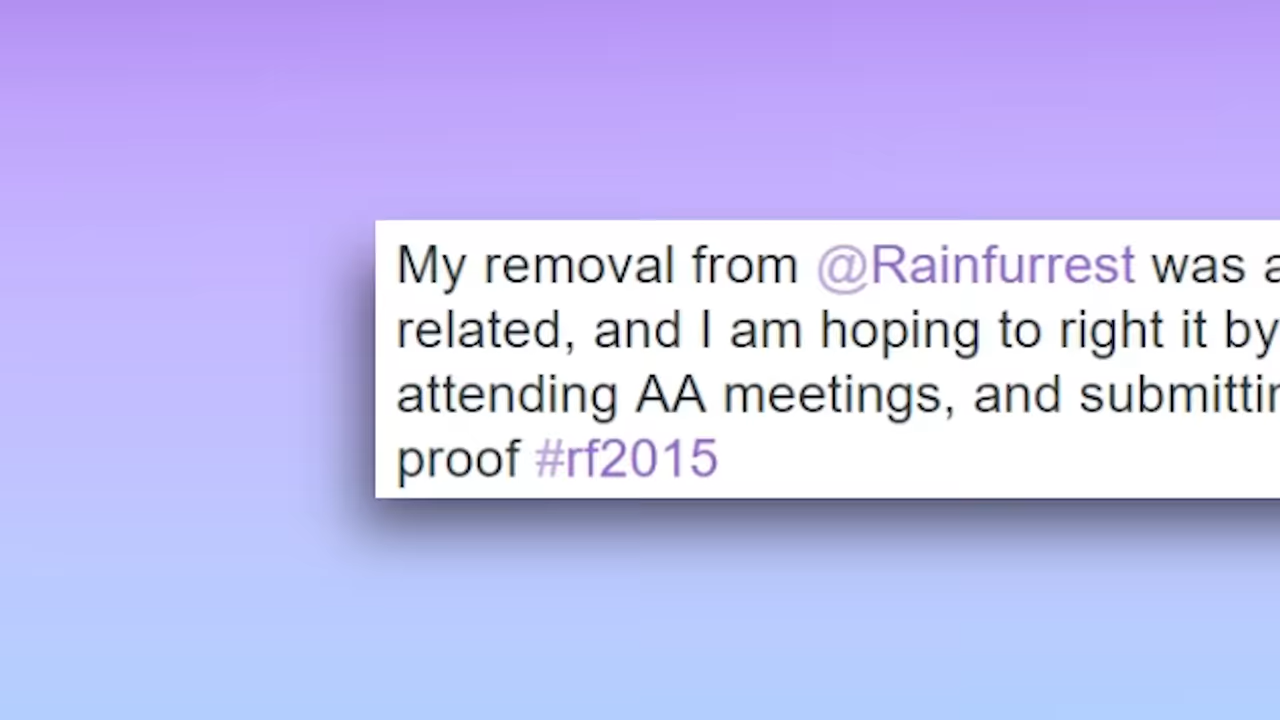 My removal from @Rainfurrest was
related, and I am hoping to right it by
attending AA meetings, and
proof #rf2015